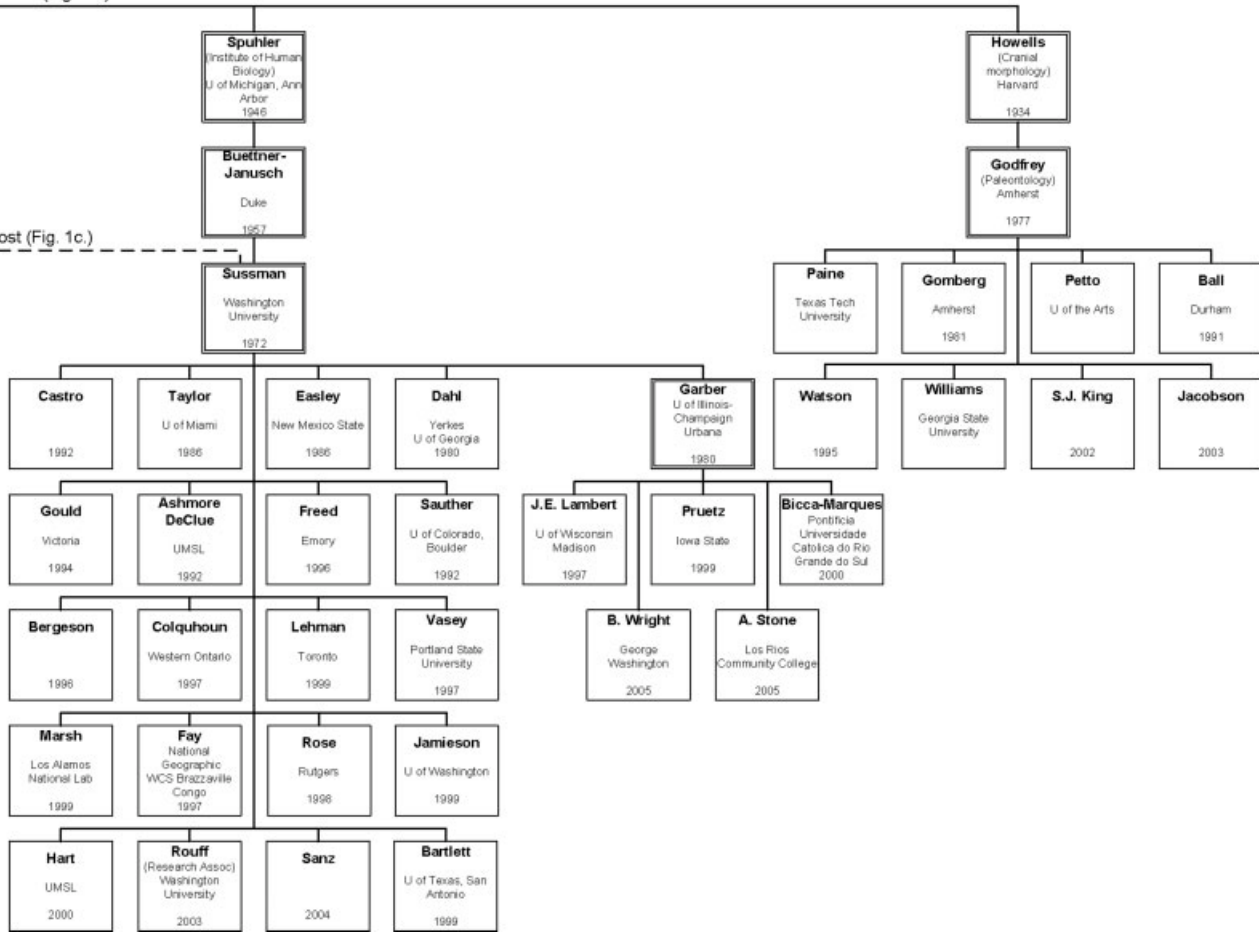 Spuhler
(Institute of Human
Biology)
U of Michigan, Ann
Arbor
1946
Howells
(Cranial
morphology)
Harvard
1934
Buettner-
Janusch
Duke
1957
Godfrey
(Paleontology)
Amherst
1977
ost (Fig. 1c.)
Sussman
Washington
University
1972
Paine
Texas Tech
University
Gomberg
Amherst
1981
Petto
U of the Arts
Ball
Durham
1991
Castro
1992
Taylor
U of Miami
1986
Easley
New Mexico State
1986
Dahl
Yerkes
U of Georgia
1980
Garber
U of Illinois-
Champaign
Urbana
1980
Watson
1995
Williams
Georgia State
University
S.J. King
2002
Jacobson
2003
Gould
Victoria
1994
Ashmore
DeClue
UMSL
1992
Freed
Emory
1996
Sauther
U of Colorado,
Boulder
1992
J.E. Lambert
U of Wisconsin
Madison
1997
Pruetz
Iowa State
1999
Bicca-Marques
Pontificia
Universidade
Catolica do Rio
Grande do Sul
2000
Bergeson
1996
Colquhoun
Western Ontario
1997
Lehman
Toronto
1999
Vasey
Portland State
University
1997
B. Wright
George
Washington
2005
A. Stone
Los Rios
Community College
2005
Marsh
Los Alamos
National Lab
1999
Fay
National
Geographic
WCS Brazzaville
Congo
1997
Rose
Rutgers
1998
Jamieson
U of Washington
1999
Hart
UMSL
2000
Rouff
(Research Assoc)
Washington
University
2003
Sanz
2004
Bartlett
U of Texas, San
Antonio
1999